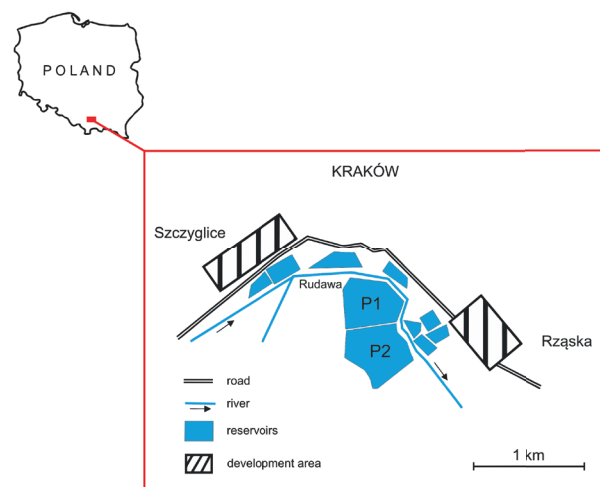 POLAND
KRAKÓW
Szczyglice
Rudawa
P1
P2
Rząska
road
river
reservoirs
development area
1 km